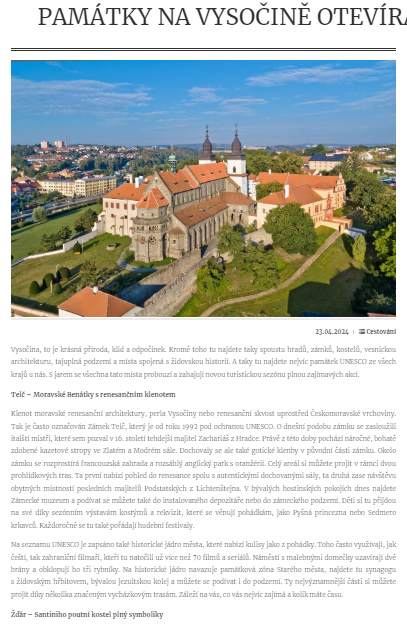 PAMÁTKY NA VYSOČINĚ OTEVÍRA
23.04.2024 | Cestování
Vysočina, to je krásná příroda, klid a odpočinek. Kromě toho tu najdete taky spoustu hradů, zámků, kostelů, vesnickou
architekturu, tajuplná podzemí a místa spojená s židovskou historií. A taky tu najdete nejvíc památek UNESCO ze všech
krajů u nás. S jarem se všechna tato místa probouzí a zahajují novou turistickou sezónu plnou zajímavých akcí.
Telč – Moravské Benátky s renesančním klenotem
Klenot moravské renesanční architektury, perla Vysočiny nebo renesanční skvost uprostřed Českomoravské vrchoviny.
Tak je často označován Zámek Telč, který je od roku 1992 pod ochranou UNESCO. O dnešní podobu zámku se zasloužili
italští mistři, které sem pozval v 16. století tehdejší majitel Zachariáš z Hradce. Právě z této doby pochází náročné, bohatě
zdobené kazetové stropy ve Zlatém a Modrém sále. Dochovaly se ale také gotické klenby v původní části zámku. Okolo
zámku se rozprostírá francouzská zahrada a rozsáhlý anglický park s oranžérií. Celý areál si můžete projít v rámci dvou
prohlídkových tras. Ta první nabízí pohled do renesance spolu s autentickými dochovanými sály, ta druhá zase návštěvu
obytných místností posledních majitelů Podstatských z Lichtenštejna. V bývalých hostinských pokojích dnes najdete
Zámecké muzeum a podívat se můžete také do instalovaného depozitáře nebo do zámeckého podzemí. Děti si tu přijdou
na své díky sezónním výstavám kostýmů a rekvizit, které se věnují pohádkám, jako Pyšná princezna nebo Sedmero
krkavců. Každoročně se tu také pořádají hudební festivaly.
Na seznamu UNESCO je zapsáno také historické jádro města, které nabízí kulisy jako z pohádky. Toho často využívají, jak
čeští, tak zahraniční filmaři, kteří tu natočili už více než 70 filmů a seriálů. Náměstí s malebnými domečky uzavírají dvě
brány a obklopují ho tři rybníky. Na historické jádro navazuje památková zóna Starého města, najdete tu synagogu
s židovským hřbitovem, bývalou jezuitskou kolej a můžete se podívat i do podzemí. Ty nejvýznamnější části si můžete
projít díky několika značeným vycházkovým trasám. Záleží na vás, co vás nejvíc zajímá a kolik máte času.
Žďár – Santiniho poutní kostel plný symboliky